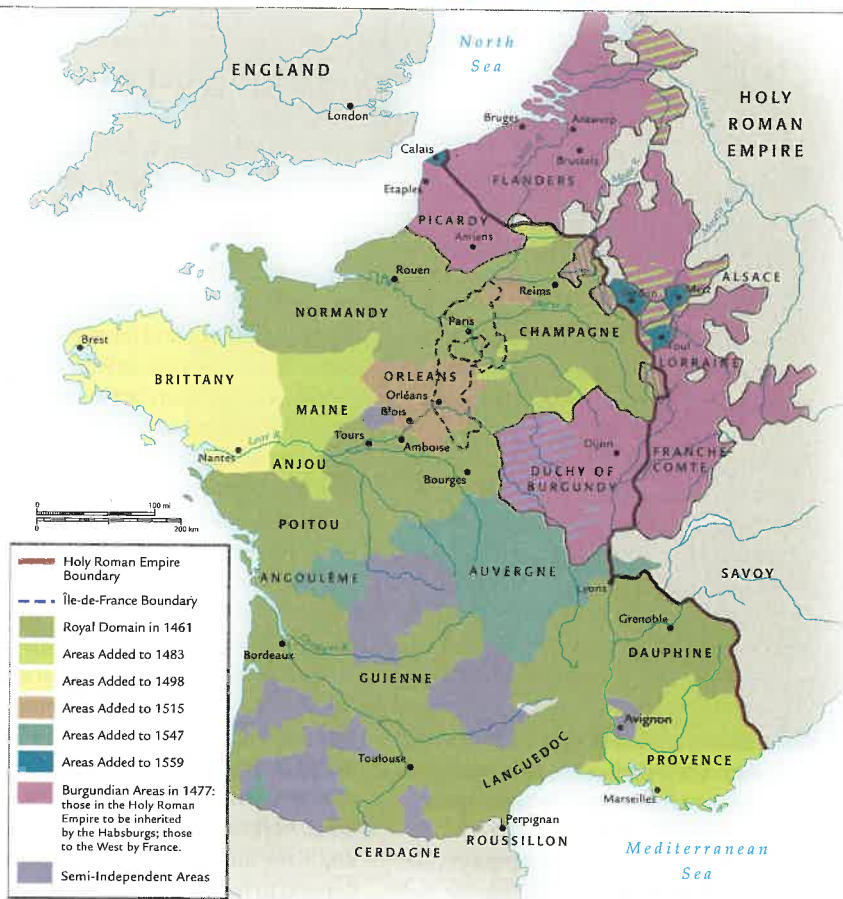 North
Sea
ENGLAND
London
HOLY
ROMAN
EMPIRE
Bruges
Antwerp
Calais
Brussels
FLANDERS
Etaples
PICARDY
Amiens
Rouen
Reims
ALSACE
Metz
NORMANDY
Paris
CHAMPAGNE
Toul
LORRAINE
Brest
BRITTANY
ORLEANS
Orléans
MAINE
Blois
Tours
Amboise
Dijon
Nantes
Loire R.
ANJOU
Bourges
DUCHY OF
BURGUNDY
FRANCHE-
COMTE
0 100 mi
0 200 km
POITOU
ANGOULÊME
AUVERGNE
Lyons
SAVOY
Grenoble
Bordeaux
DAUPHINE
GUIENNE
Avignon
Toulouse
LANGUEDOC
PROVENCE
Marseilles
Perpignan
ROUSSILLON
CERDAGNE
Mediterranean
Sea
Holy Roman Empire
Boundary
Île-de-France Boundary
Royal Domain in 1461
Areas Added to 1483
Areas Added to 1498
Areas Added to 1515
Areas Added to 1547
Areas Added to 1559
Burgundian Areas in 1477:
those in the Holy Roman
Empire to be inherited
by the Habsburgs; those
to the West by France.
Semi-Independent Areas